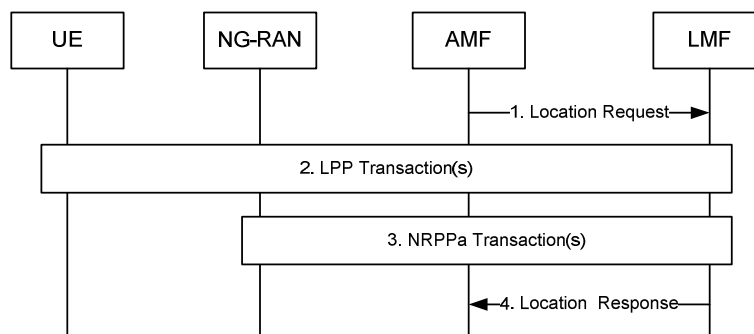 UE
NG-RAN
AMF
LMF
1. Location Request
2. LPP Transaction(s)
3. NRPPa Transaction(s)
4. Location Response